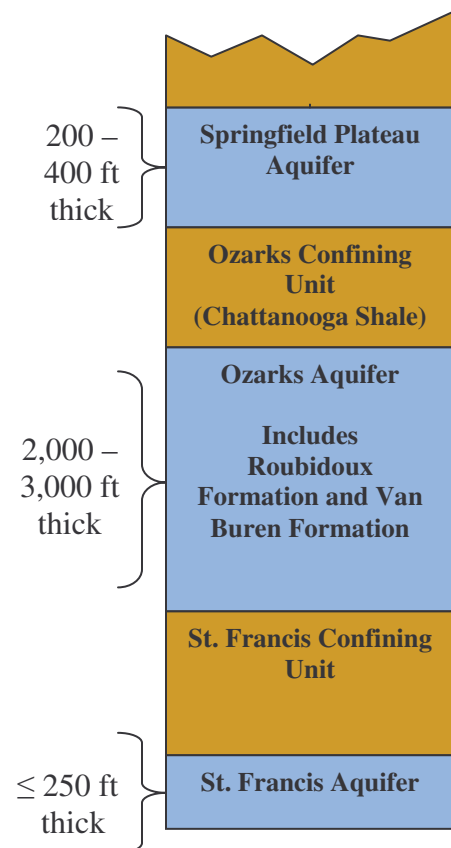 200 –
400 ft
thick
Springfield Plateau
Aquifer
Ozarks Confining
Unit
(Chattanooga Shale)
2,000 –
3,000 ft
thick
Ozarks Aquifer
Includes
Roubidoux
Formation and Van
Buren Formation
St. Francis Confining
Unit
≤ 250 ft
thick
St. Francis Aquifer